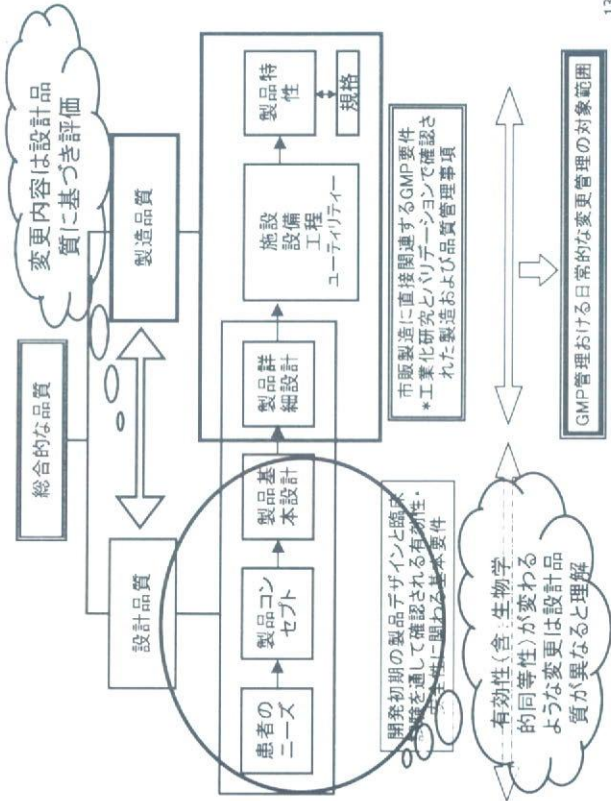 総合的な品質
変更内容は設計品
質に基づき評価
設計品質
製造品質
患者の
ニーズ
製品コン
セプト
製品基
本設計
製品詳
細設計
施設
設備
工程
ユーティリティー
製品特
性
規格
開発初期の製品デザインと臨床
試験を通して確認される有効性・
安全性に関わる基本要件
市販製造に直接関連するGMP要件
*工業化研究とバリデーションで確認さ
れた製造および品質管理事項
有効性(含:生物学
的同等性)が変わる
ような変更は設計品
質が異なると理解
GMP管理おける日常的な変更管理の対象範囲
13